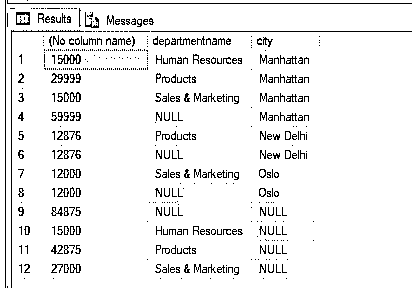 Results Messages
(No column name) departmentname city
1 15000 Human Resources Manhattan
2 29999 Products Manhattan
3 15000 Sales & Marketing Manhattan
4 59999 NULL Manhattan
5 12876 Products New Delhi
6 12876 NULL New Delhi
7 12000 Sales & Marketing Oslo
8 12000 NULL Oslo
9 84875 NULL NULL
10 15000 Human Resources NULL
11 42875 Products NULL
12 27000 Sales & Marketing NULL